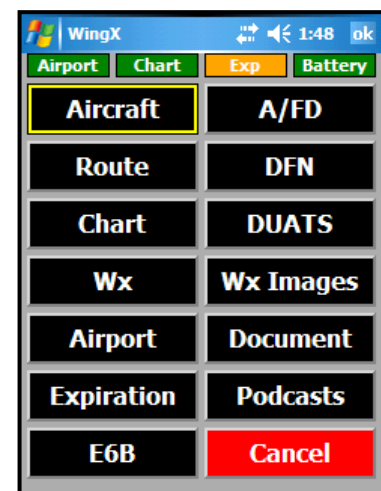 WingX 1:48 ok
Airport Chart Exp Battery
Aircraft A/FD
Route DFN
Chart DUATS
Wx Wx Images
Airport Document
Expiration Podcasts
E6B Cancel